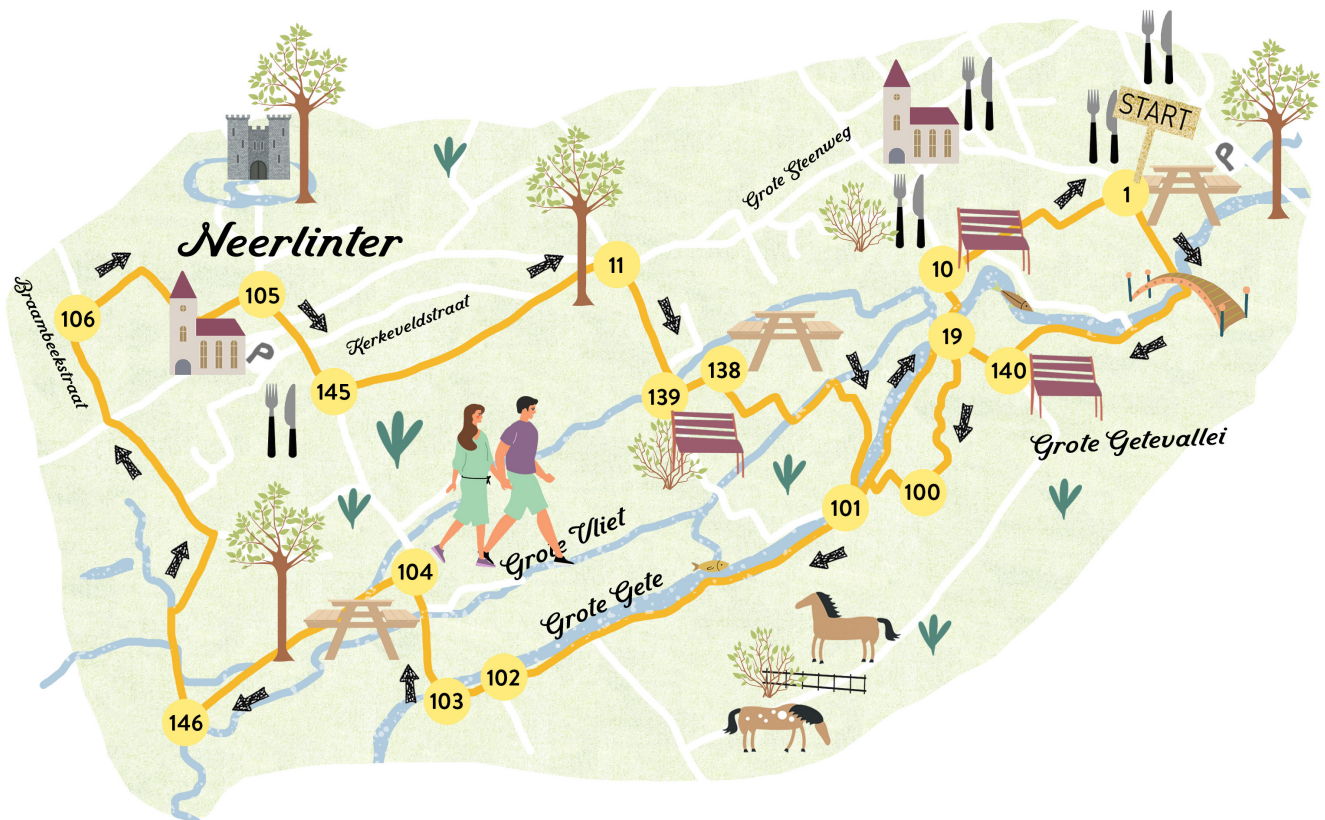 START
P
1
Grote Steenweg
10
Neerlinter
11
105
106
Braambeekstraat
Kerkeveldstraat
P
19
138
140
145
139
Grote Getevallei
100
101
Grote Vliet
104
Grote Gete
102
103
146